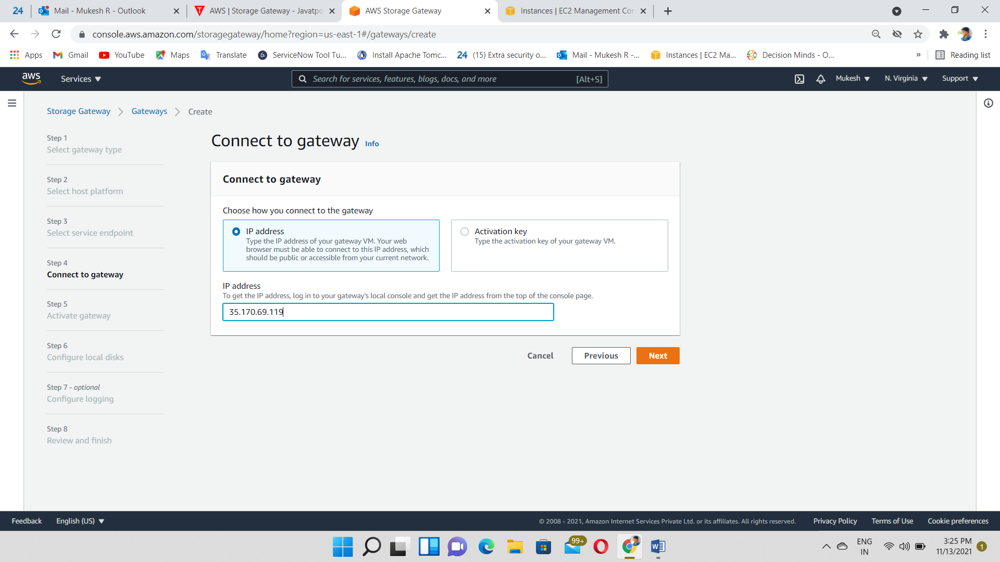 24
Mail - Mukesh R - Outlook
AWS | Storage Gateway - Javatpo
AWS Storage Gateway
Instances | EC2 Management Con
console.aws.amazon.com/storagegateway/home?region=us-east-1#/gateways/create
Apps
Gmail
YouTube
Maps
Translate
ServiceNow Tool Tu...
Install Apache Tomc...
24 (15) Extra security o...
Mail - Mukesh R -...
Instances | EC2 Ma...
Decision Minds - O...
»
Reading list
aws
Services
Search for services, features, blogs, docs, and more [Alt+S]
Mukesh
N. Virginia
Support
Storage Gateway > Gateways > Create
Step 1
Select gateway type
Step 2
Select host platform
Step 3
Select service endpoint
Step 4
Connect to gateway
Step 5
Activate gateway
Step 6
Configure local disks
Step 7 - optional
Configure logging
Step 8
Review and finish
Connect to gateway Info
Connect to gateway
Choose how you connect to the gateway
IP address
Type the IP address of your gateway VM. Your web
browser must be able to connect to this IP address, which
should be public or accessible from your current network.
Activation key
Type the activation key of your gateway VM.
IP address
To get the IP address, log in to your gateway's local console and get the IP address from the top of the console page.
35.170.69.119
Cancel
Previous
Next
Feedback
English (US)
© 2008 - 2021, Amazon Internet Services Private Ltd. or its affiliates. All rights reserved.
Privacy Policy
Terms of Use
Cookie preferences
99+
ENG
IN
3:25 PM
11/13/2021
1